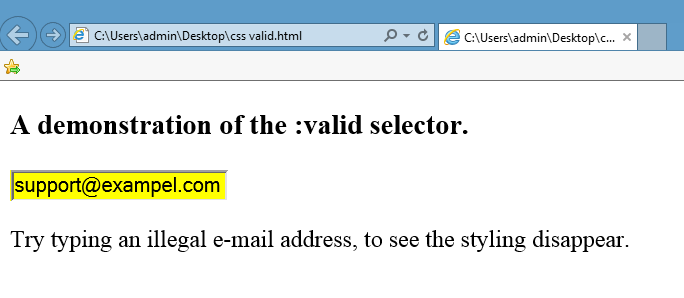 C:\Users\admin\Desktop\css valid.html
C:\Users\admin\Desktop\c...
A demonstration of the :valid selector.
support@exampel.com
Try typing an illegal e-mail address, to see the styling disappear.